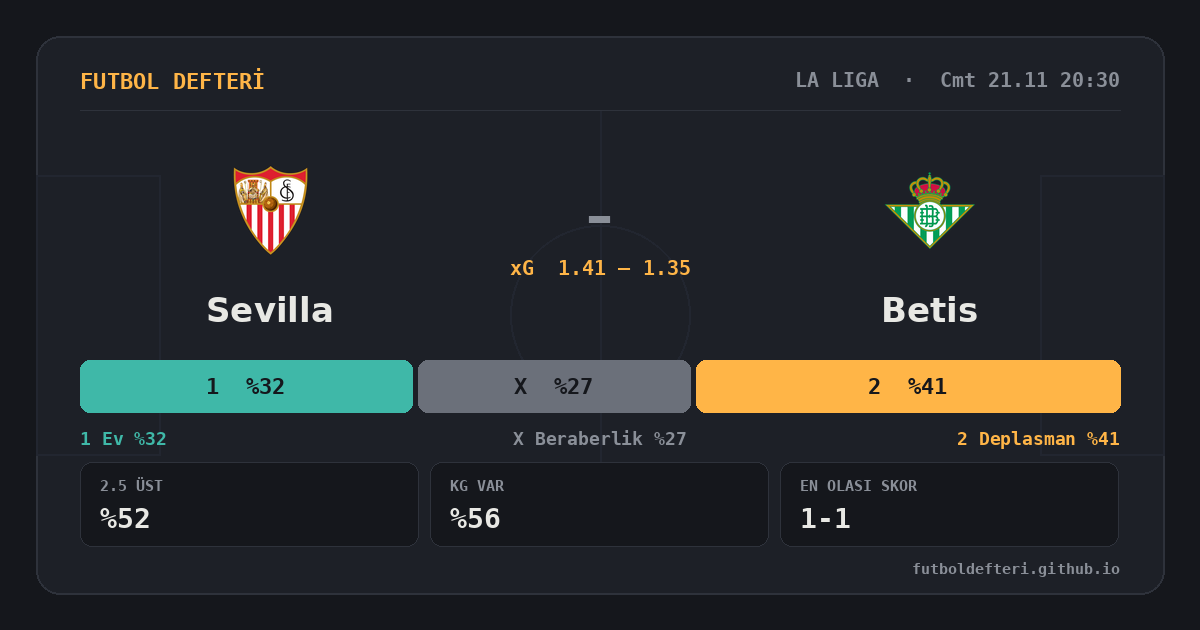 FUTBOL DEFTERİ
LA LIGA · Cmt 21.11 20:30
–
xG 1.41 – 1.35
Sevilla
Betis
1 %32
X %27
2 %41
1 Ev %32
X Beraberlik %27
2 Deplasman %41
2.5 ÜST
KG VAR
EN OLASI SKOR
%52
%56
1-1
futboldefteri.github.io